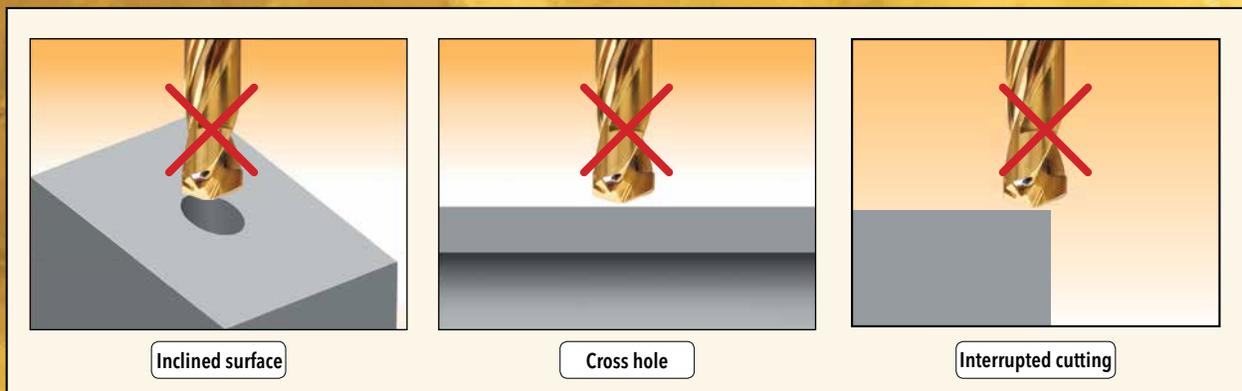 Inclined surface
Cross hole
Interrupted cutting